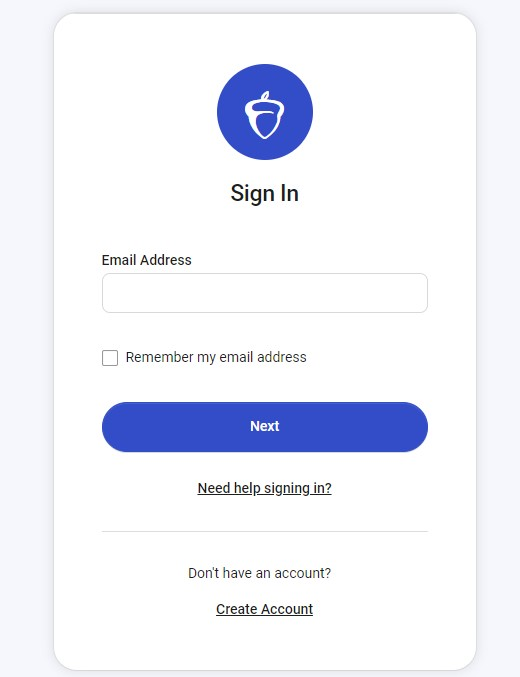 Sign In
Email Address
Remember my email address
Next
Need help signing in?
Don't have an account?
Create Account